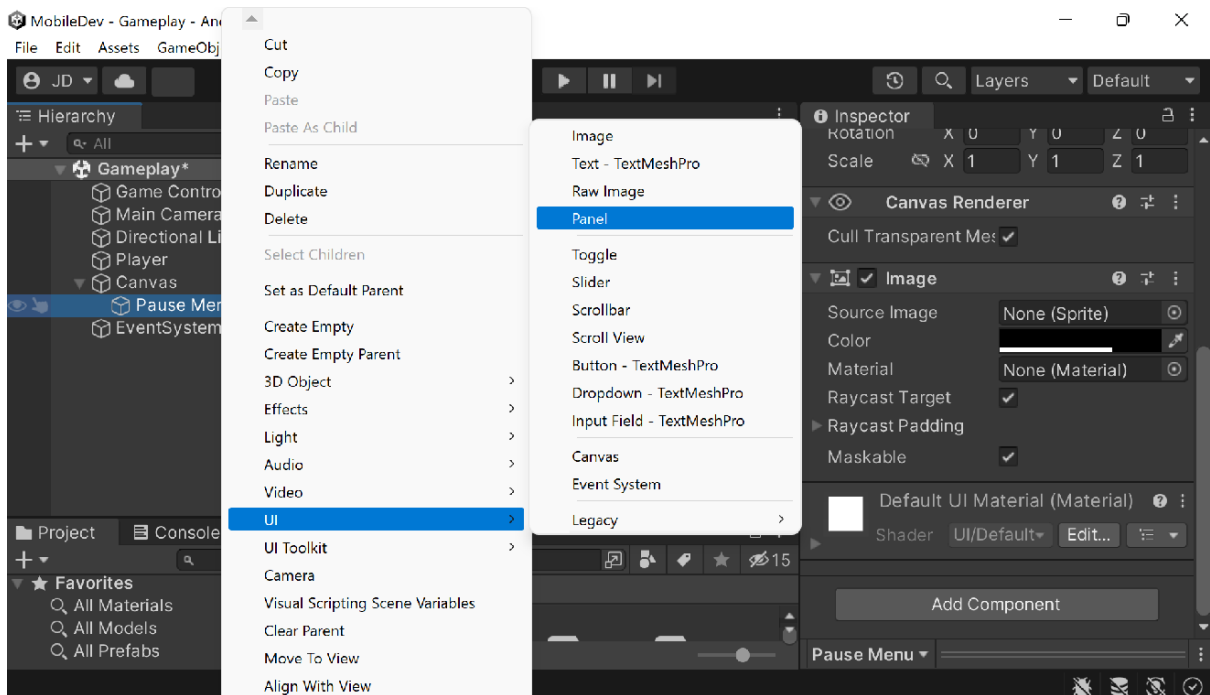 MobileDev - Gameplay - An
File Edit Assets GameObj
JD
Layers
Default
Hierarchy
All
Gameplay*
Game Contro
Main Camera
Directional Li
Player
Canvas
Pause Men
EventSystem
Cut
Copy
Paste
Paste As Child
Rename
Duplicate
Delete
Select Children
Set as Default Parent
Create Empty
Create Empty Parent
3D Object
Effects
Light
Audio
Video
UI
UI Toolkit
Camera
Visual Scripting Scene Variables
Clear Parent
Move To View
Align With View
Image
Text - TextMeshPro
Raw Image
Panel
Toggle
Slider
Scrollbar
Scroll View
Button - TextMeshPro
Dropdown - TextMeshPro
Input Field - TextMeshPro
Canvas
Event System
Legacy
Inspector
Rotation X 0 Y 0 Z 0
Scale X 1 Y 1 Z 1
Canvas Renderer
Cull Transparent Mes
Image
Source Image None (Sprite)
Color
Material None (Material)
Raycast Target
Raycast Padding
Maskable
Default UI Material (Material)
Shader UI/Default Edit...
Add Component
Pause Menu
Project Console
15
Favorites
All Materials
All Models
All Prefabs